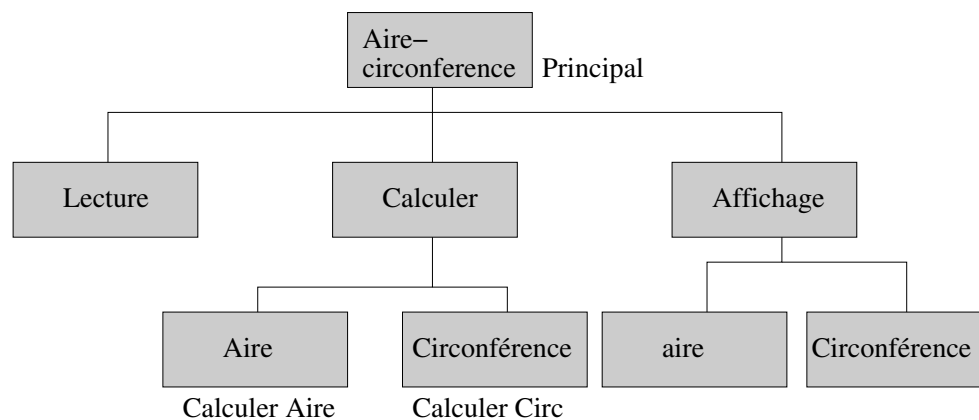 Aire−
circonference
Principal
Lecture
Calculer
Affichage
Aire
Circonférence
aire
Circonférence
Calculer Aire
Calculer Circ